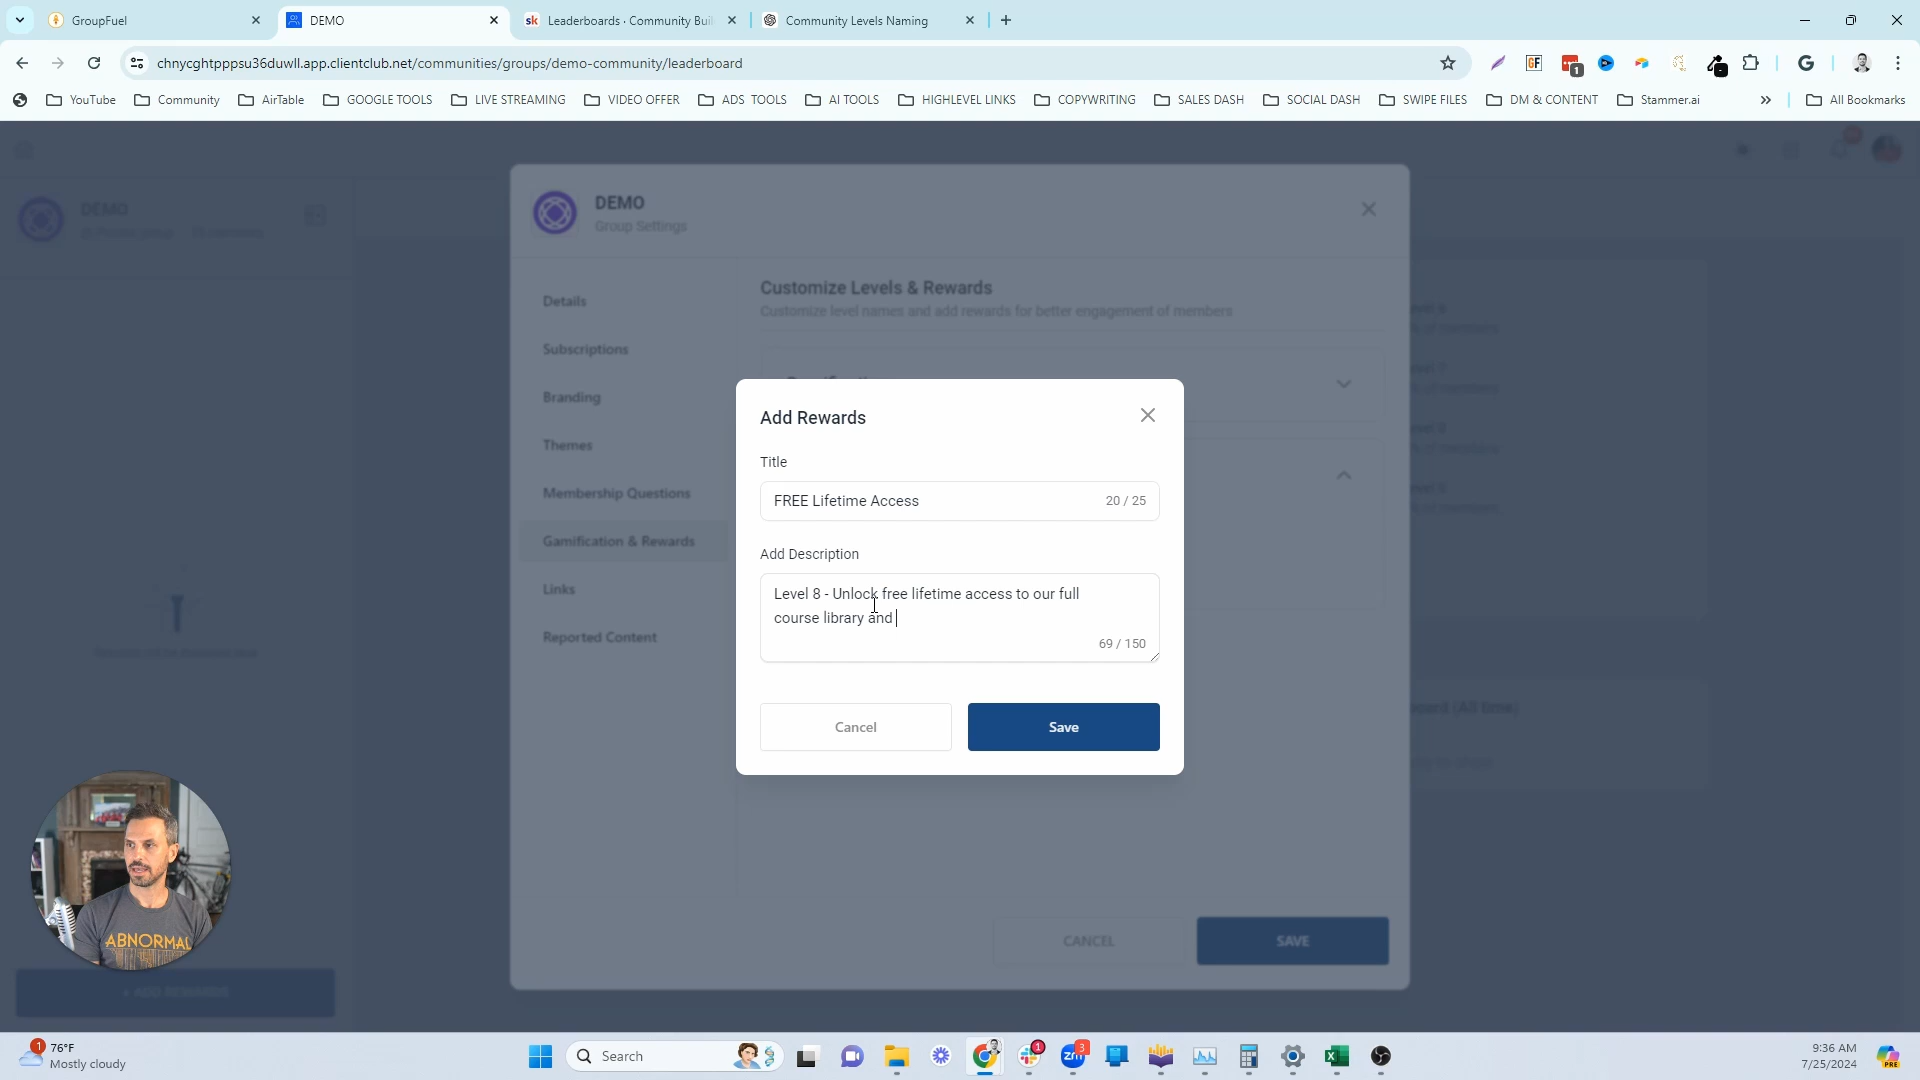 GroupFuel
DEMO
Leaderboards · Community Buil
Community Levels Naming
chnycghtpppsu36duwll.app.clientclub.net/communities/groups/demo-community/leaderboard
YouTube
Community
AirTable
GOOGLE TOOLS
LIVE STREAMING
VIDEO OFFER
ADS TOOLS
AI TOOLS
HIGHLEVEL LINKS
COPYWRITING
SALES DASH
SOCIAL DASH
SWIPE FILES
DM & CONTENT
Stammer.ai
All Bookmarks
DEMO
DEMO
Group Settings
Details
Subscriptions
Branding
Themes
Membership Questions
Gamification & Rewards
Links
Reported Content
Customize Levels & Rewards
Customize level names and add rewards for better engagement of members
Add Rewards
Title
FREE Lifetime Access
20 / 25
Add Description
Level 8 - Unlock free lifetime access to our full
course library and
69 / 150
Cancel
Save
CANCEL
SAVE
ABNORMAL
76°F
Mostly cloudy
Search
9:36 AM
7/25/2024